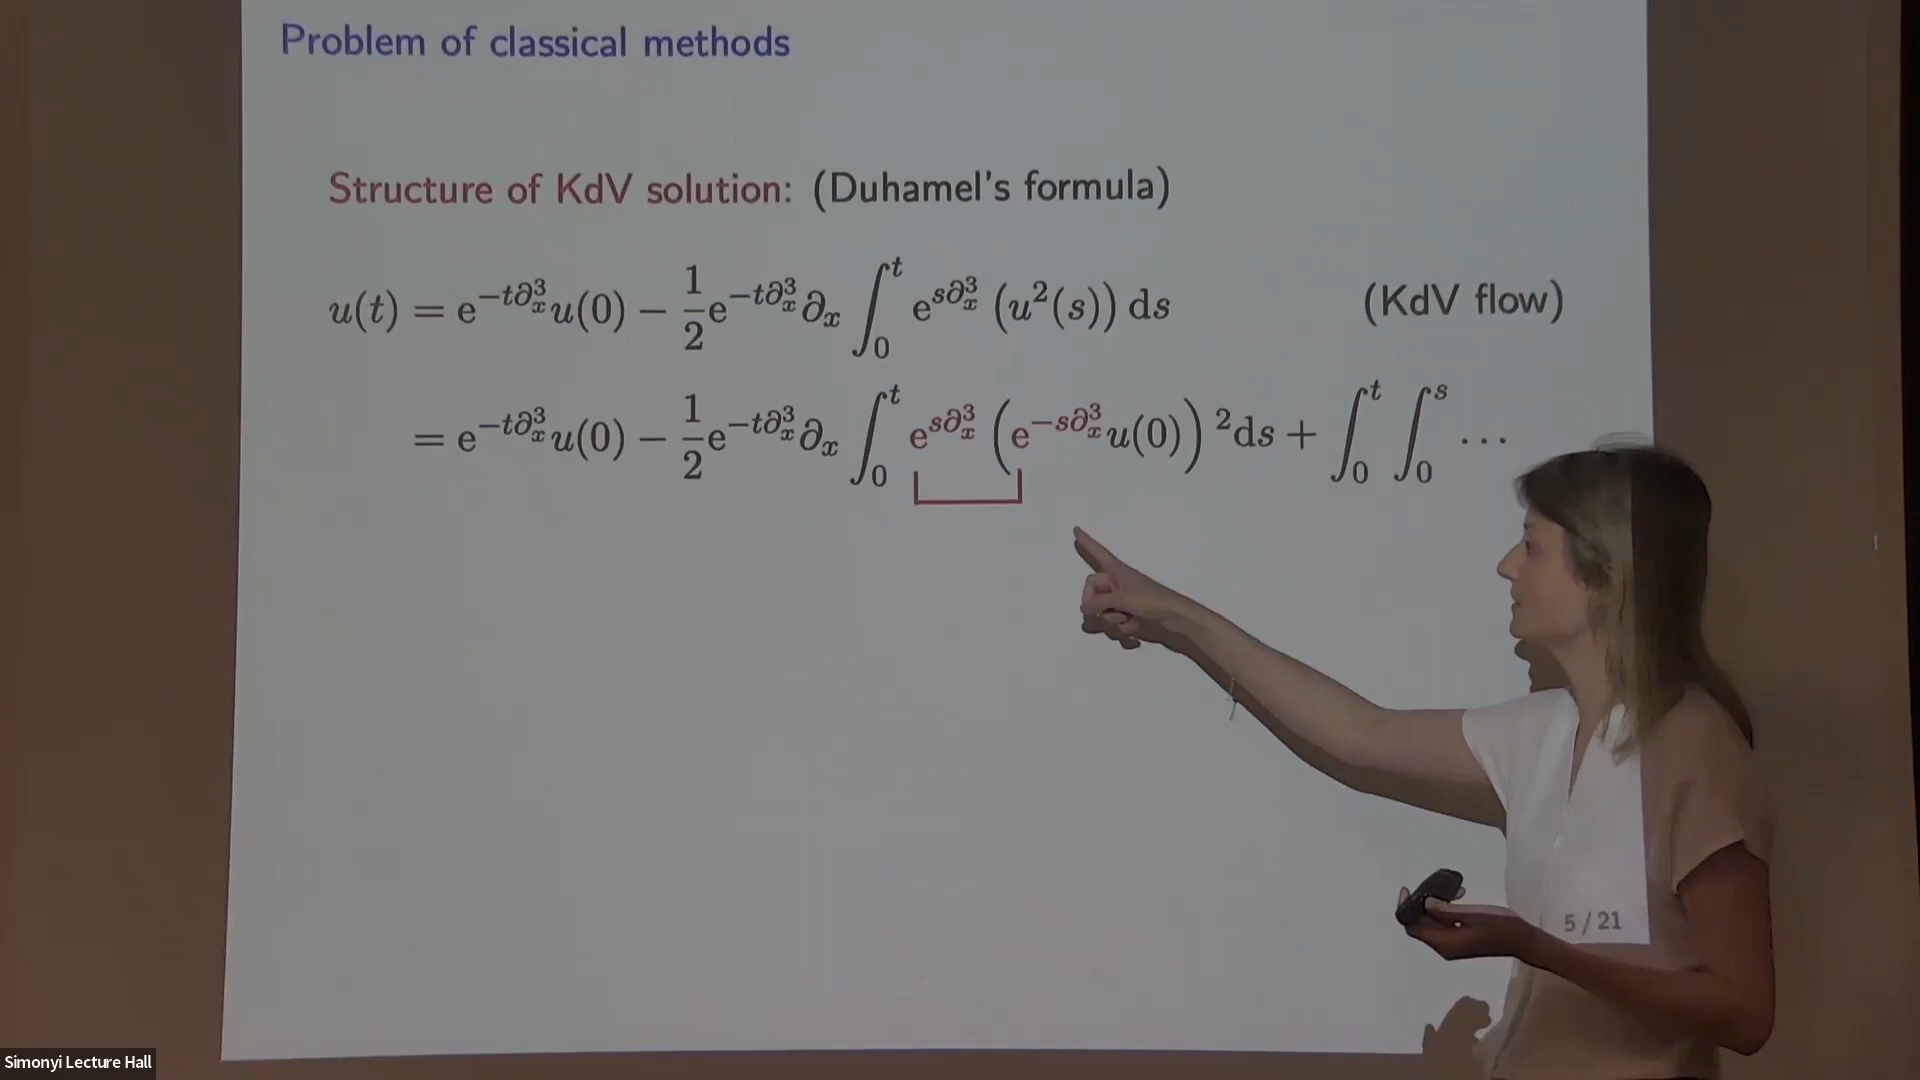 Problem of classical methods
Structure of KdV solution: (Duhamel's formula)
u(t) = e^{-t∂_x^3}u(0) − \frac{1}{2}e^{-t∂_x^3}∂_x ∫_0^t e^{s∂_x^3} (u^2(s)) ds (KdV flow)
= e^{-t∂_x^3}u(0) − \frac{1}{2}e^{-t∂_x^3}∂_x ∫_0^t e^{s∂_x^3} (e^{-s∂_x^3}u(0))^2 ds + ∫_0^t ∫_0^s ...
5 / 21
Simonyi Lecture Hall